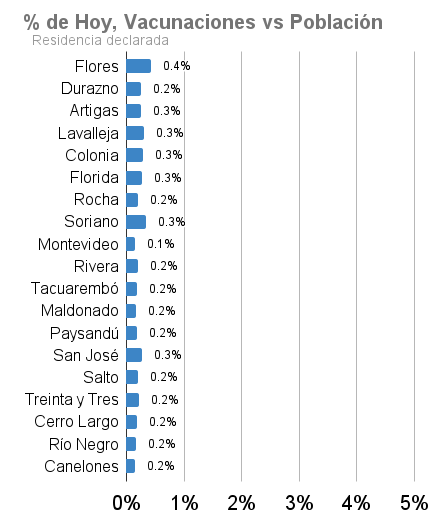 % de Hoy, Vacunaciones vs Población
Residencia declarada
Flores 0.4%
Durazno 0.2%
Artigas 0.3%
Lavalleja 0.3%
Colonia 0.3%
Florida 0.3%
Rocha 0.2%
Soriano 0.3%
Montevideo 0.1%
Rivera 0.2%
Tacuarembó 0.2%
Maldonado 0.2%
Paysandú 0.2%
San José 0.3%
Salto 0.2%
Treinta y Tres 0.2%
Cerro Largo 0.2%
Río Negro 0.2%
Canelones 0.2%
0% 1% 2% 3% 4% 5%